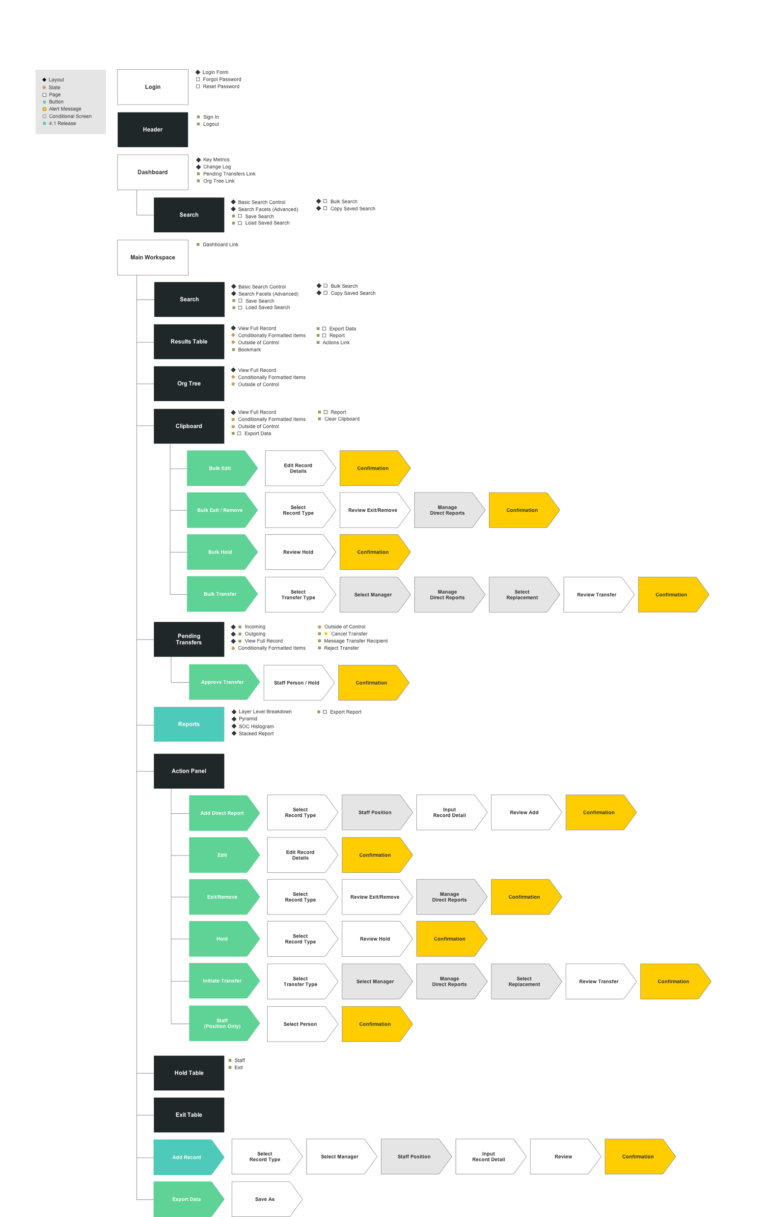 Layout
State
Page
Button
Alert Message
Conditional Screen
4.1 Release
Login
Login Form
Forgot Password
Reset Password
Header
Sign In
Logout
Dashboard
Key Metrics
Change Log
Pending Transfers Link
Org Tree Link
Search
Basic Search Control
Search Facets (Advanced)
Save Search
Load Saved Search
Bulk Search
Copy Saved Search
Main Workspace
Dashboard Link
Search
Basic Search Control
Search Facets (Advanced)
Save Search
Load Saved Search
Bulk Search
Copy Saved Search
Results Table
View Full Record
Conditionally Formatted Items
Outside of Control
Bookmark
Export Data
Report
Actions Link
Org Tree
View Full Record
Conditionally Formatted Items
Outside of Control
Clipboard
View Full Record
Conditionally Formatted Items
Outside of Control
Export Data
Report
Clear Clipboard
Bulk Edit
Edit Record
Details
Confirmation
Bulk Exit / Remove
Select
Record Type
Review Exit/Remove
Manage
Direct Reports
Confirmation
Bulk Hold
Review Hold
Confirmation
Bulk Transfer
Select
Transfer Type
Select Manager
Manage
Direct Reports
Select
Replacement
Review Transfer
Confirmation
Pending
Transfers
Incoming
Outgoing
View Full Record
Conditionally Formatted Items
Outside of Control
Cancel Transfer
Message Transfer Recipient
Reject Transfer
Approve Transfer
Staff Person / Hold
Confirmation
Reports
Layer Level Breakdown
Pyramid
SOC Histogram
Stacked Report
Export Report
Action Panel
Add Direct Report
Select
Record Type
Staff Position
Input
Record Detail
Review Add
Confirmation
Edit
Edit Record
Details
Confirmation
Exit/Remove
Select
Record Type
Review Exit/Remove
Manage
Direct Reports
Confirmation
Hold
Select
Record Type
Review Hold
Confirmation
Initiate Transfer
Select
Transfer Type
Select Manager
Manage
Direct Reports
Select
Replacement
Review Transfer
Confirmation
Staff
(Position Only)
Select Person
Confirmation
Hold Table
Staff
Exit
Exit Table
Add Record
Select
Record Type
Select Manager
Staff Position
Input
Record Detail
Review
Confirmation
Export Data
Save As